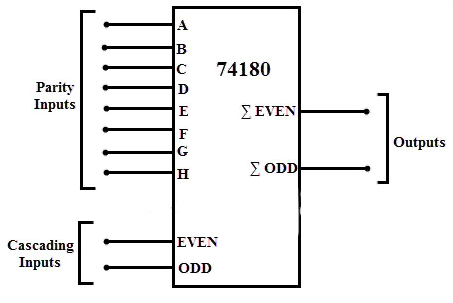 A
B
C
D
E
F
G
H
74180
Parity
Inputs
∑ EVEN
∑ ODD
Outputs
Cascading
Inputs
EVEN
ODD